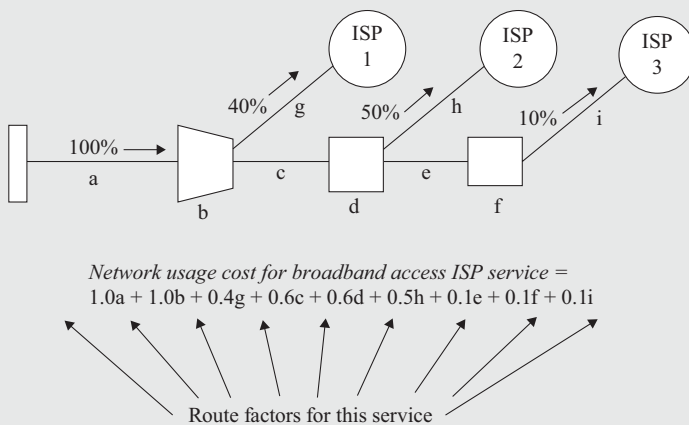 ISP
1
ISP
2
ISP
3
40%
g
50%
h
10%
i
100%
a
b
c
d
e
f
Network usage cost for broadband access ISP service =
1.0a + 1.0b + 0.4g + 0.6c + 0.6d + 0.5h + 0.1e + 0.1f + 0.1i
Route factors for this service